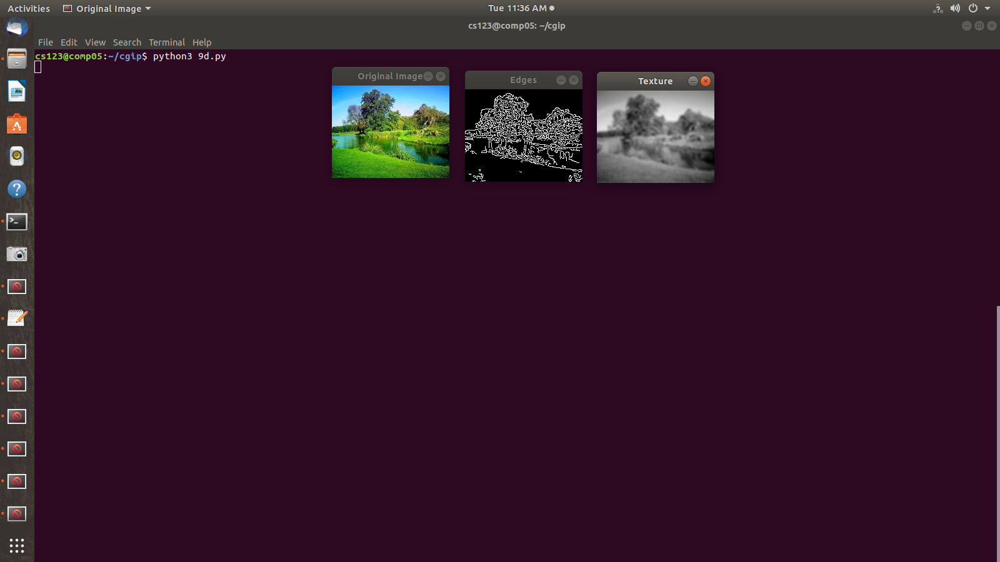 Activities Original Image Tue 11:36 AM
cs123@comp05: ~/cgip
File Edit View Search Terminal Help
cs123@comp05:~/cgip$ python3 9d.py
Original Image
Edges
Texture